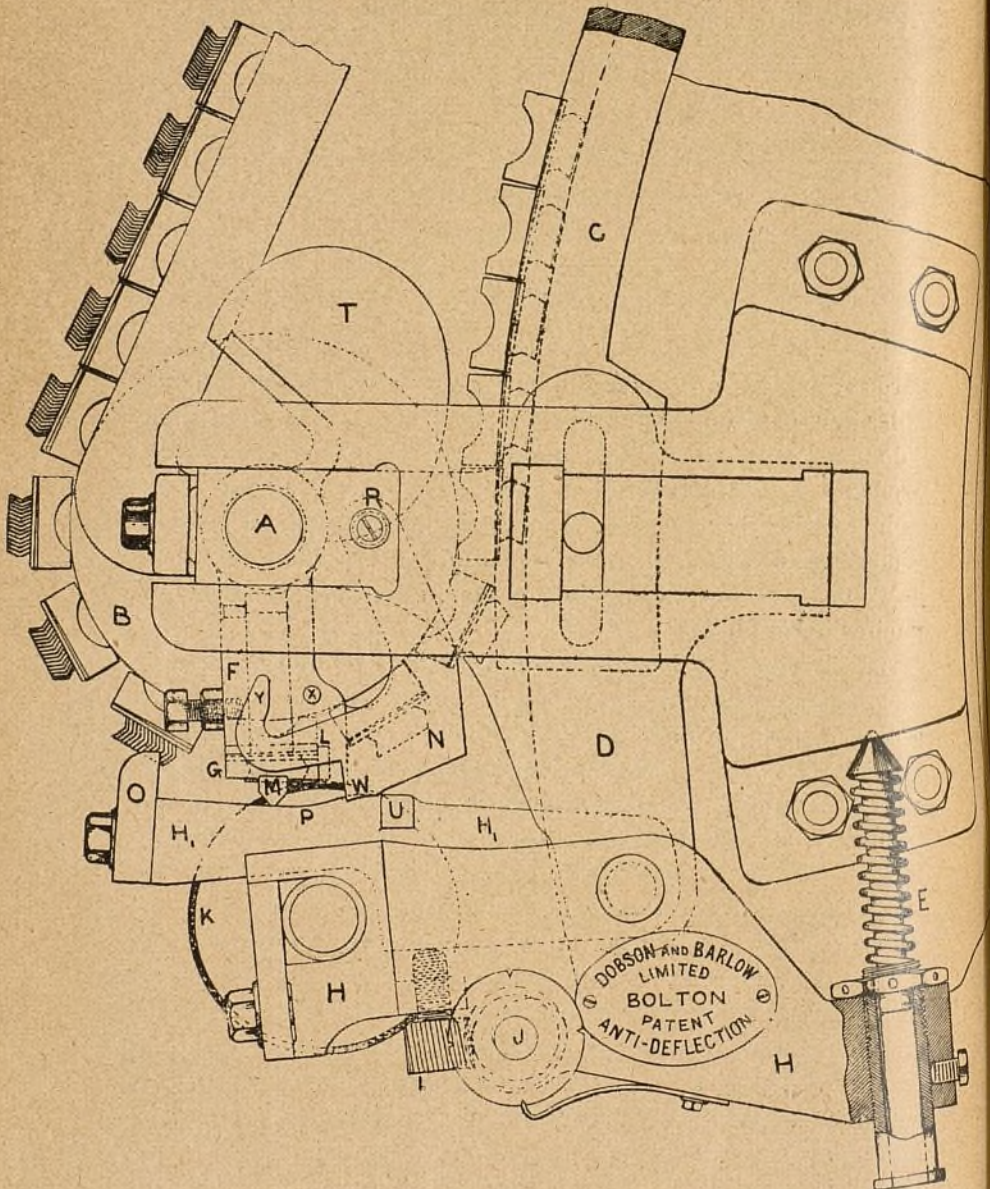 T
C
R
A
B
F
Y
X
L
N
G
M
W
D
O
H₁
P
U
H₁
E
K
H
DOBSON AND BARLOW
LIMITED
BOLTON
PATENT
ANTI-DEFLECTION
J
H
I